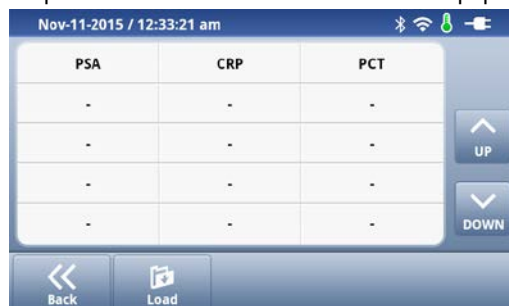 Nov-11-2015 / 12:33:21 am
PSA CRP PCT
- - -
- - -
UP
- - -
- - -
DOWN
Back Load